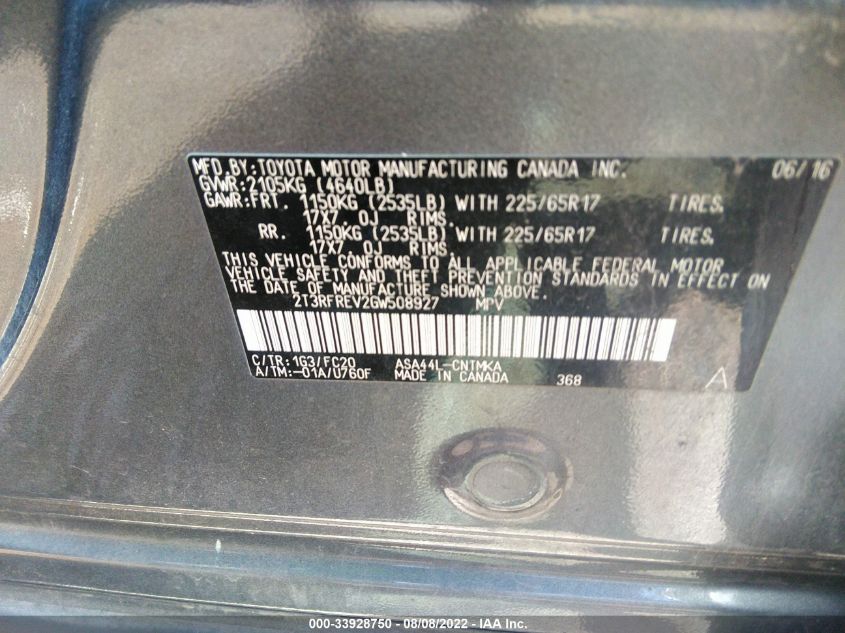 MFD.BY:TOYOTA MOTOR MANUFACTURING CANADA INC. 06/16
GVWR:2105KG (4640LB)
GAWR:FRT. 1150KG (2535LB) WITH 225/65R17 TIRES,
17X7 0J RIMS,
RR. 1150KG (2535LB) WITH 225/65R17 TIRES,
17X7 0J RIMS,
THIS VEHICLE CONFORMS TO ALL APPLICABLE FEDERAL MOTOR
VEHICLE SAFETY AND THEFT PREVENTION STANDARDS IN EFFECT ON
THE DATE OF MANUFACTURE SHOWN ABOVE.
2T3RFREV2GW508927 MPV
C/TR:1G3/FC20 ASA44L-CNTMKA
A/TM:-01A/U760F MADE IN CANADA 368 A
000-33928750 - 08/08/2022 - IAA Inc.